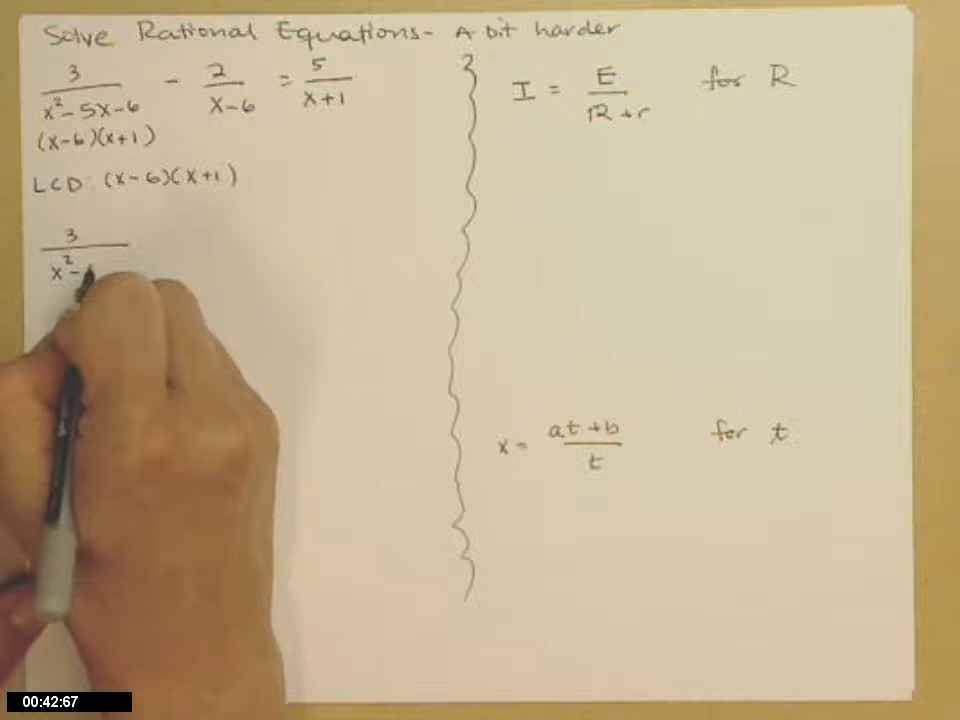 Solve Rational Equations - A bit harder
3/(x²-5x-6) - 2/(x-6) = 5/(x+1)
(x-6)(x+1)
LCD: (x-6)(x+1)
3/(x²-
I = E/(R+r) for R
x = (at+b)/t for t
00:42:67